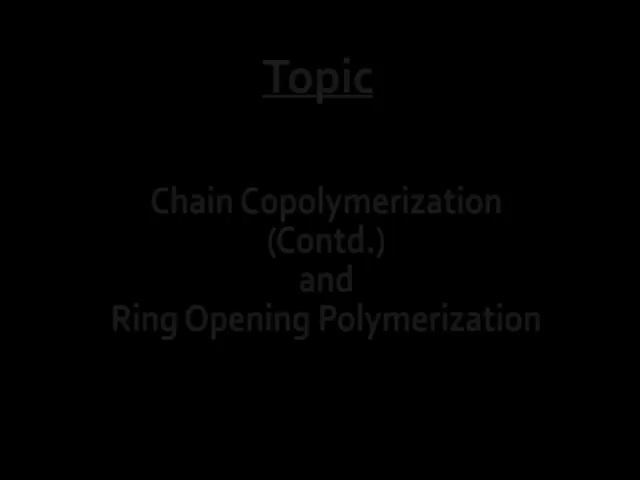 Topic
Chain Copolymerization
(Contd.)
and
Ring Opening Polymerization